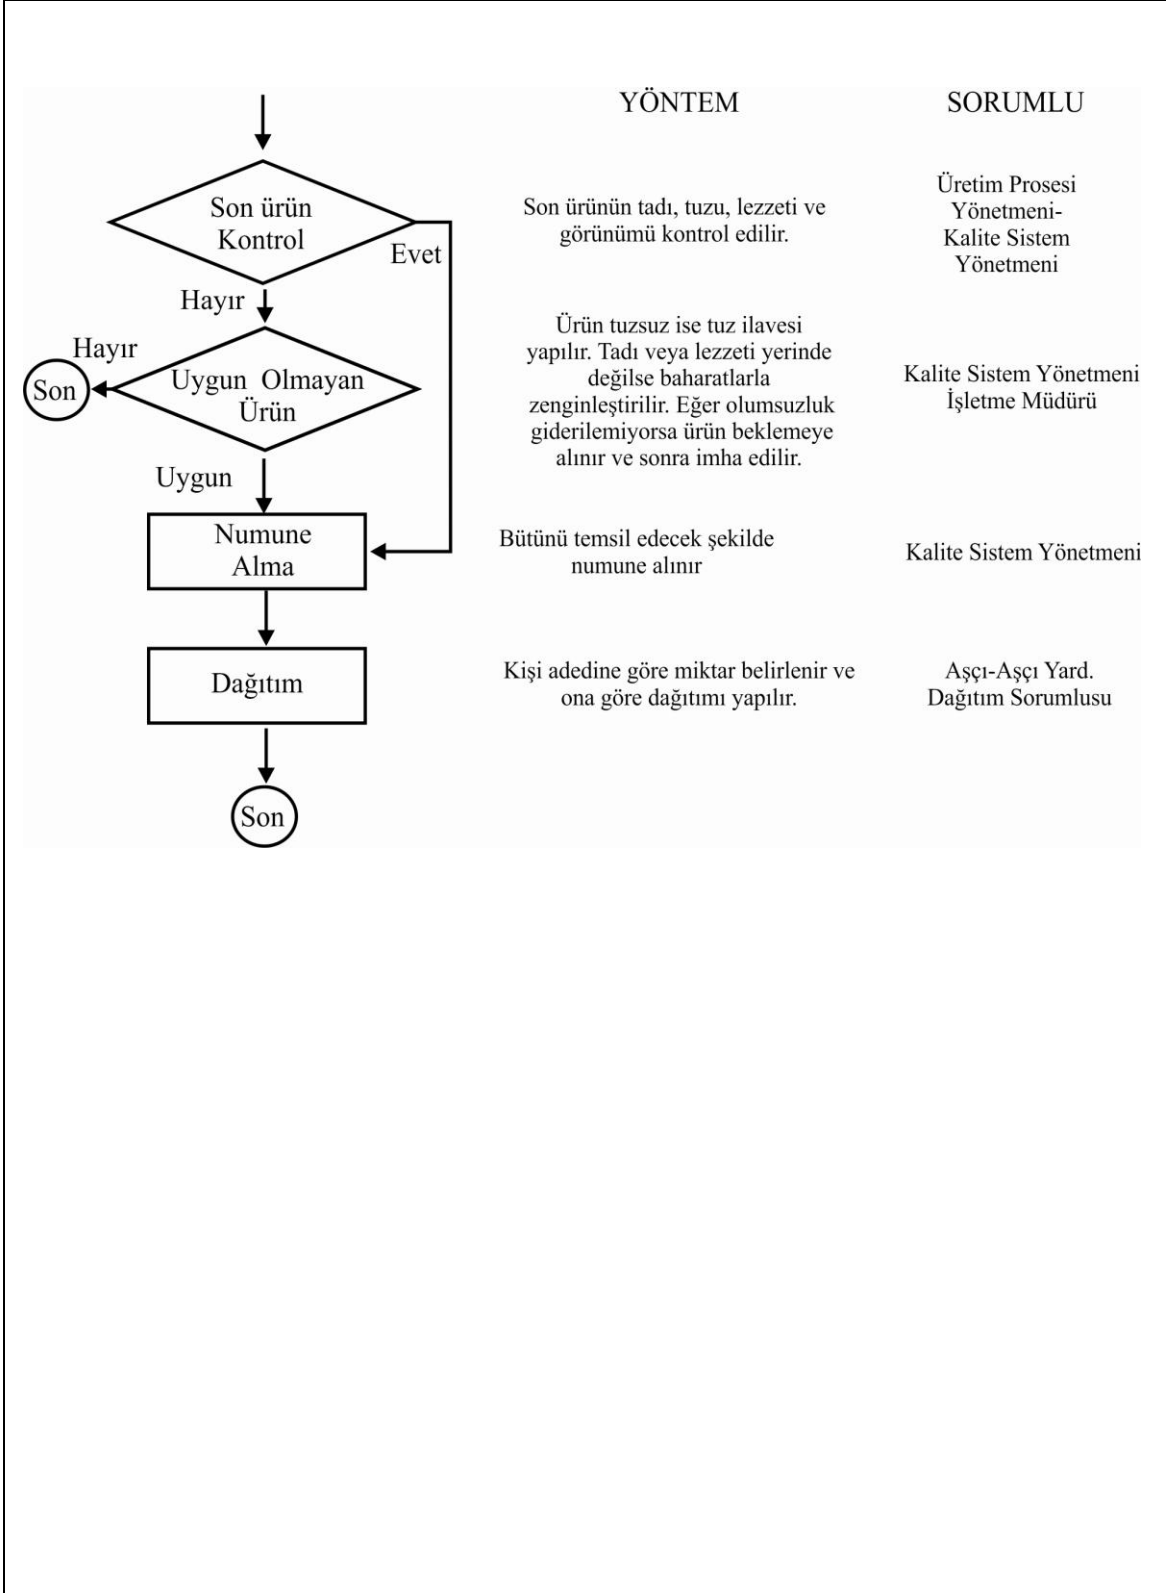 YÖNTEM
SORUMLU
Son ürün
Kontrol
Evet
Hayır
Son ürünün tadı, tuzu, lezzeti ve
görünümü kontrol edilir.
Üretim Prosesi
Yönetmeni-
Kalite Sistem
Yönetmeni
Hayır
Son
Uygun Olmayan
Ürün
Uygun
Ürün tuzsuz ise tuz ilavesi
yapılır. Tadı veya lezzeti yerinde
değilse baharatlarla
zenginleştirilir. Eğer olumsuzluk
giderilemiyorsa ürün beklemeye
alınır ve sonra imha edilir.
Kalite Sistem Yönetmeni
İşletme Müdürü
Numune
Alma
Bütünü temsil edecek şekilde
numune alınır
Kalite Sistem Yönetmeni
Dağıtım
Kişi adedine göre miktar belirlenir ve
ona göre dağıtımı yapılır.
Aşçı-Aşçı Yard.
Dağıtım Sorumlusu
Son